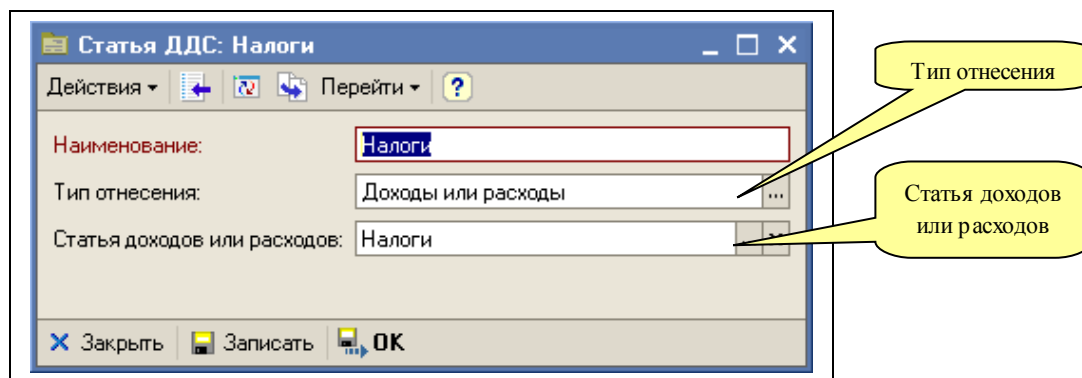 Статья ДДС: Налоги
Действия
Перейти
?
Наименование:
Налоги
Тип отнесения:
Доходы или расходы
...
Статья доходов или расходов:
Налоги
Закрыть
Записать
OK
Тип отнесения
Статья доходов
или расходов